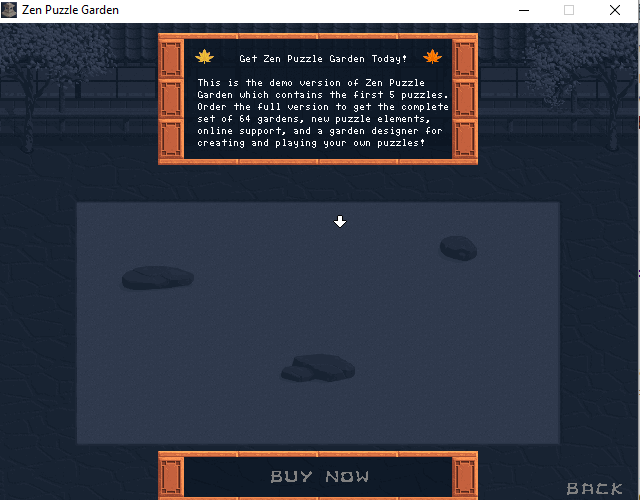 Zen Puzzle Garden
Get Zen Puzzle Garden Today!
This is the demo version of Zen Puzzle
Garden which contains the first 5 puzzles.
Order the full version to get the complete
set of 64 gardens, new puzzle elements,
online support, and a garden designer for
creating and playing your own puzzles!
BUY NOW
BACK